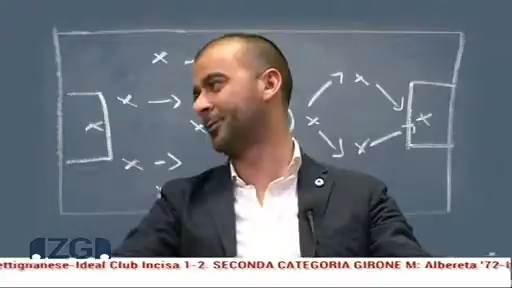 ZG
ettignanese-Ideal Club Incisa 1-2. SECONDA CATEGORIA GIRONE M: Albereta '72-